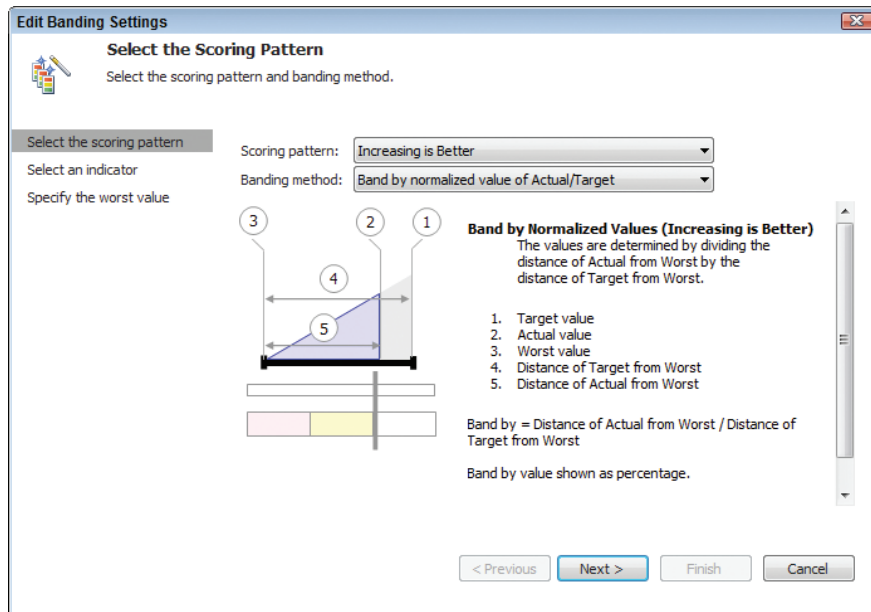 Edit Banding Settings
Select the Scoring Pattern
Select the scoring pattern and banding method.
Select the scoring pattern
Select an indicator
Specify the worst value
Scoring pattern: Increasing is Better
Banding method: Band by normalized value of Actual/Target
3 2 1
4
5
Band by Normalized Values (Increasing is Better)
The values are determined by dividing the
distance of Actual from Worst by the
distance of Target from Worst.
1. Target value
2. Actual value
3. Worst value
4. Distance of Target from Worst
5. Distance of Actual from Worst
Band by = Distance of Actual from Worst / Distance of
Target from Worst
Band by value shown as percentage.
< Previous Next > Finish Cancel